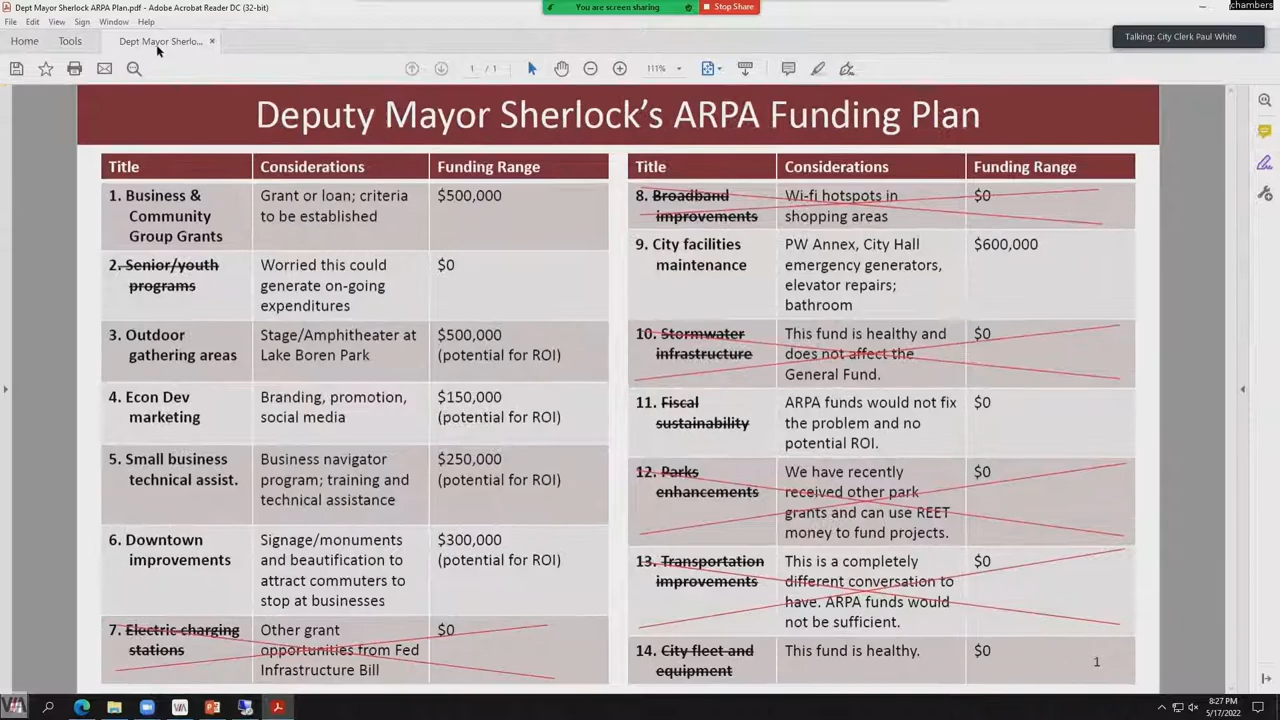 Dept Mayor Sherlock ARPA Plan.pdf - Adobe Acrobat Reader DC (32-bit)
You are screen sharing
Stop Share
chambers
File Edit View Sign Window Help
Home Tools Dept Mayor Sherlo... ×
Talking: City Clerk Paul White
1 / 1
111%
Deputy Mayor Sherlock's ARPA Funding Plan
Title Considerations Funding Range
1. Business & Grant or loan; criteria $500,000
Community to be established
Group Grants
2. Senior/youth Worried this could $0
programs generate on-going
expenditures
3. Outdoor Stage/Amphitheater at $500,000
gathering areas Lake Boren Park (potential for ROI)
4. Econ Dev Branding, promotion, $150,000
marketing social media (potential for ROI)
5. Small business Business navigator $250,000
technical assist. program; training and (potential for ROI)
technical assistance
6. Downtown Signage/monuments $300,000
improvements and beautification to (potential for ROI)
attract commuters to
stop at businesses
7. Electric charging Other grant $0
stations opportunities from Fed
Infrastructure Bill
Title Considerations Funding Range
8. Broadband Wi-fi hotspots in $0
improvements shopping areas
9. City facilities PW Annex, City Hall $600,000
maintenance emergency generators,
elevator repairs;
bathroom
10. Stormwater This fund is healthy and $0
infrastructure does not affect the
General Fund.
11. Fiscal ARPA funds would not fix $0
sustainability the problem and no
potential ROI.
12. Parks We have recently $0
enhancements received other park
grants and can use REET
money to fund projects.
13. Transportation This is a completely $0
improvements different conversation to
have. ARPA funds would
not be sufficient.
14. City fleet and This fund is healthy. $0
equipment
1
VIA
VIA
8:27 PM
5/17/2022